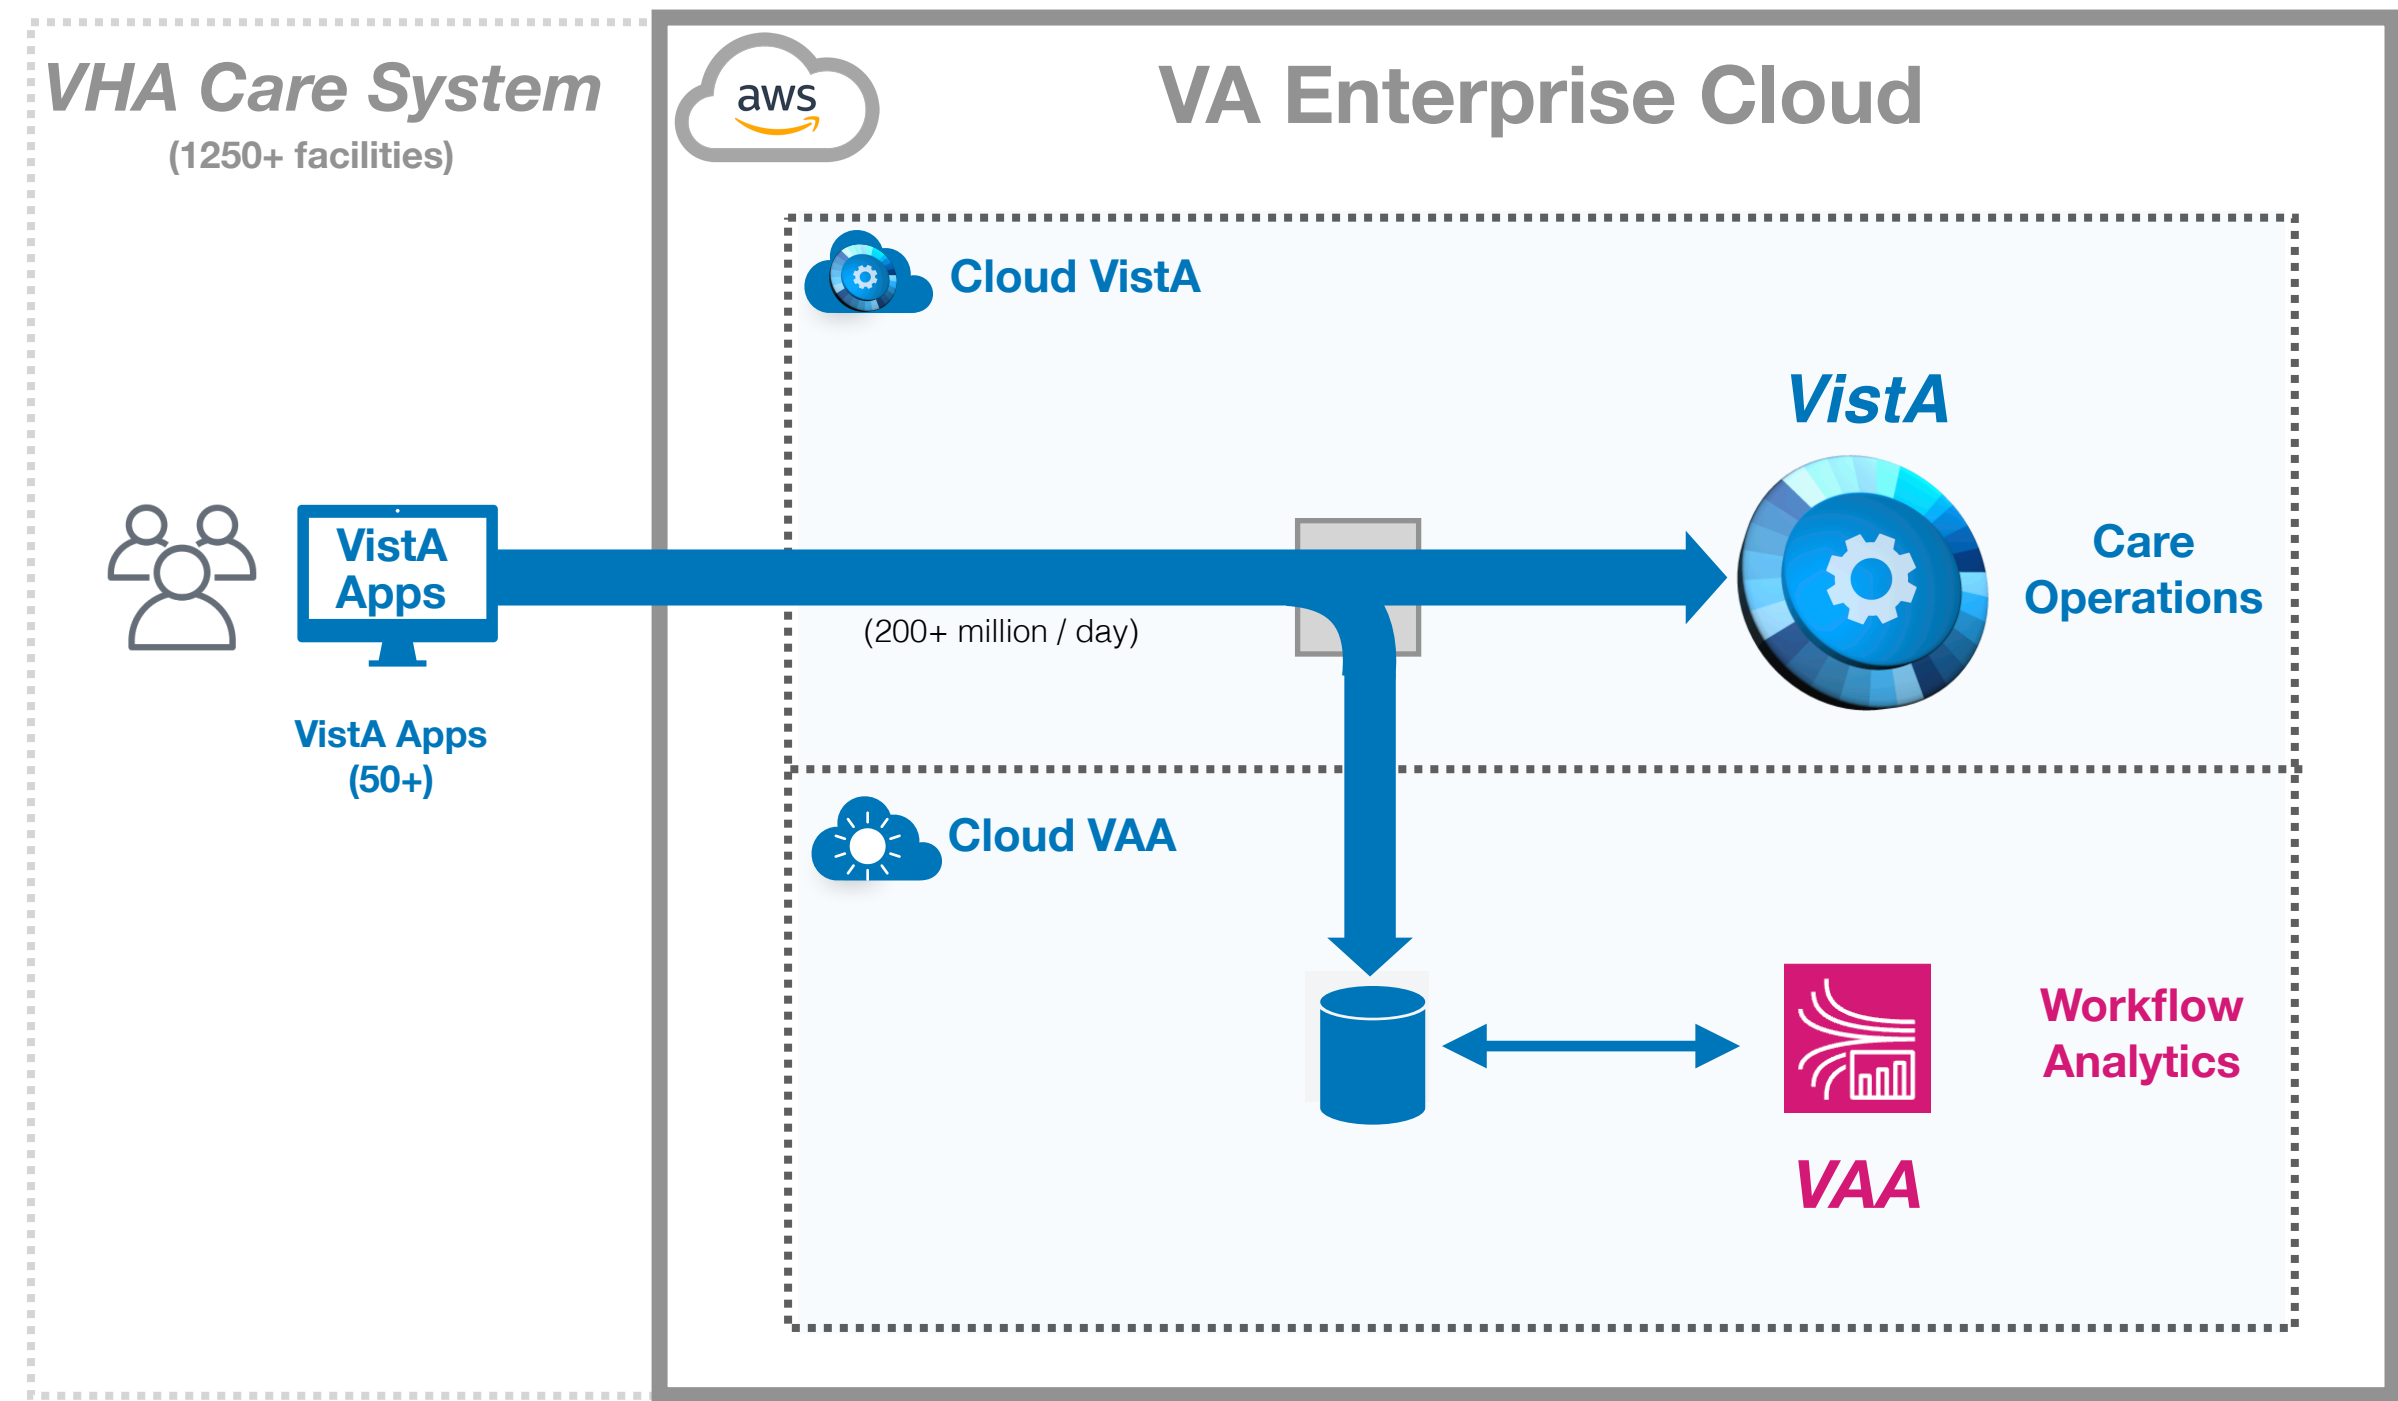 VHA Care System
(1250+ facilities)
aws
VA Enterprise Cloud
Cloud VistA
VistA
VistA
Apps
(200+ million / day)
Care
Operations
VistA Apps
(50+)
Cloud VAA
Workflow
Analytics
VAA